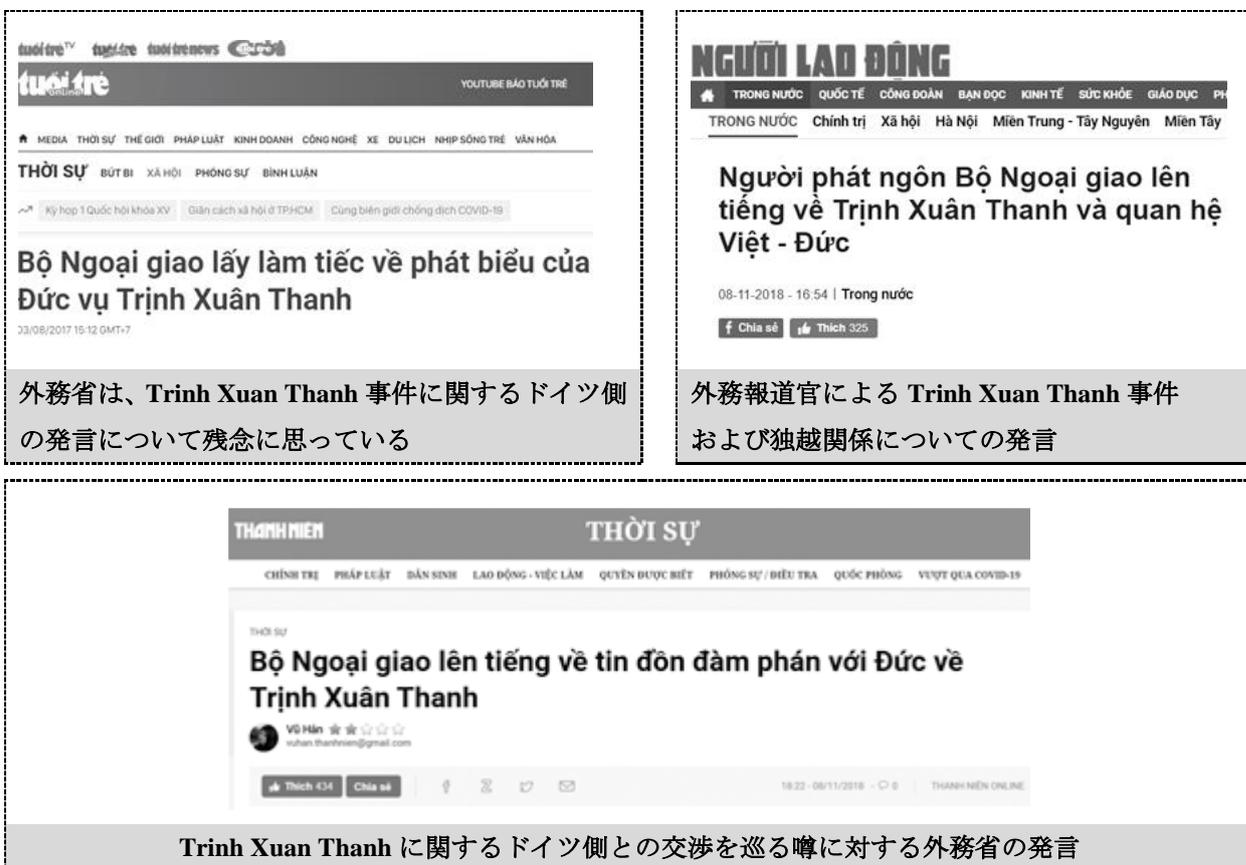 tuổi trẻ TV tuổi trẻ tuổi trẻ news
tuổi trẻ online YOUTUBE BÁO TUỔI TRẺ
MEDIA THỜI SỰ THẾ GIỚI PHÁP LUẬT KINH DOANH CÔNG NGHỆ XE DU LỊCH NHỊP SỐNG TRẺ VĂN HÓA
THỜI SỰ BÚT BI XÃ HỘI PHÓNG SỰ BÌNH LUẬN
Kỳ họp 1 Quốc hội khóa XV Giãn cách xã hội ở TP.HCM Cùng biên giới chống dịch COVID-19
Bộ Ngoại giao lấy làm tiếc về phát biểu của
Đức vụ Trịnh Xuân Thanh
03/08/2017 15:12 GMT+7
外務省は、Trinh Xuan Thanh 事件に関するドイツ側
の発言について残念に思っている
NGƯỜI LAO ĐỘNG
TRONG NƯỚC QUỐC TẾ CÔNG ĐOÀN BẠN ĐỌC KINH TẾ SỨC KHỎE GIÁO DỤC PH
TRONG NƯỚC Chính trị Xã hội Hà Nội Miền Trung - Tây Nguyên Miền Tây
Người phát ngôn Bộ Ngoại giao lên
tiếng về Trịnh Xuân Thanh và quan hệ
Việt - Đức
08-11-2018 - 16:54 | Trong nước
Chia sẻ Thích 325
外務報道官による Trinh Xuan Thanh 事件
および独越関係についての発言
THANH NIÊN THỜI SỰ
CHÍNH TRỊ PHÁP LUẬT DÂN SINH LAO ĐỘNG - VIỆC LÀM QUYỀN ĐƯỢC BIẾT PHÓNG SỰ / ĐIỀU TRA QUỐC PHÒNG VƯỢT QUA COVID-19
THỜI SỰ
Bộ Ngoại giao lên tiếng về tin đồn đàm phán với Đức về
Trịnh Xuân Thanh
Vũ Hân
vuhan.thanhnien@gmail.com
Thích 434 Chia sẻ 18:22 - 08/11/2018 - 0 THANH NIÊN ONLINE
Trinh Xuan Thanh に関するドイツ側との交渉を巡る噂に対する外務省の発言